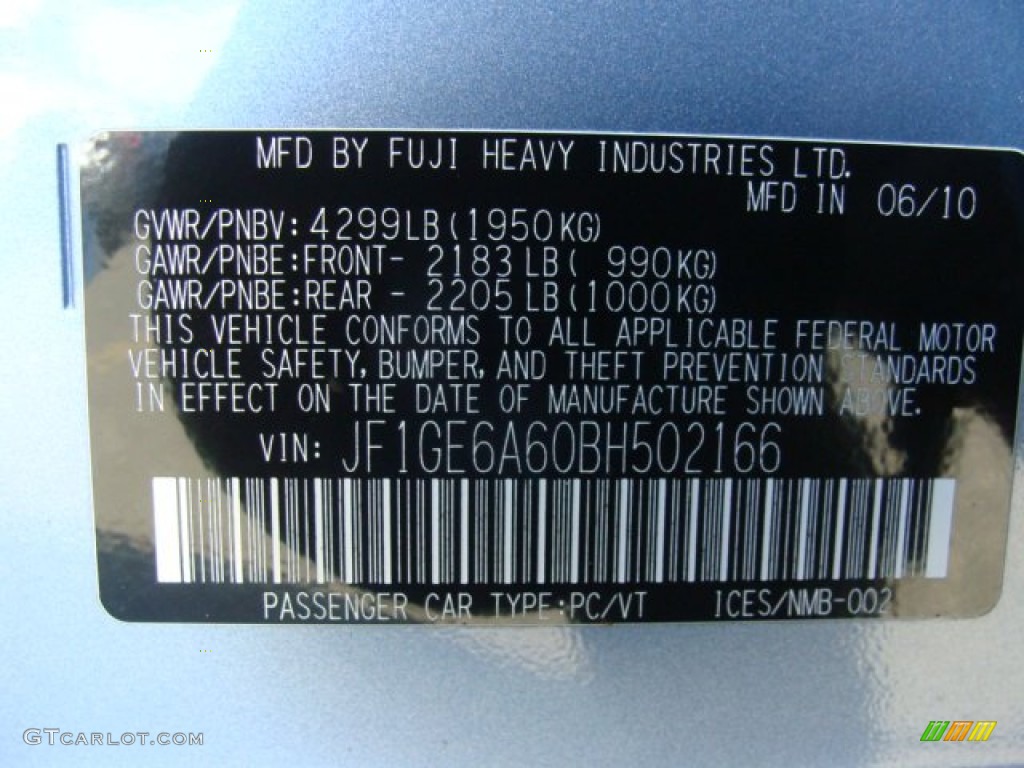 MFD BY FUJI HEAVY INDUSTRIES LTD.
MFD IN 06/10
GVWR/PNBV: 4299LB (1950KG)
GAWR/PNBE:FRONT- 2183 LB ( 990KG)
GAWR/PNBE:REAR - 2205 LB (1000KG)
THIS VEHICLE CONFORMS TO ALL APPLICABLE FEDERAL MOTOR
VEHICLE SAFETY, BUMPER, AND THEFT PREVENTION STANDARDS
IN EFFECT ON THE DATE OF MANUFACTURE SHOWN ABOVE.
VIN: JF1GE6A60BH502166
PASSENGER CAR TYPE:PC/VT ICES/NMB-002
GTCARLOT.COM